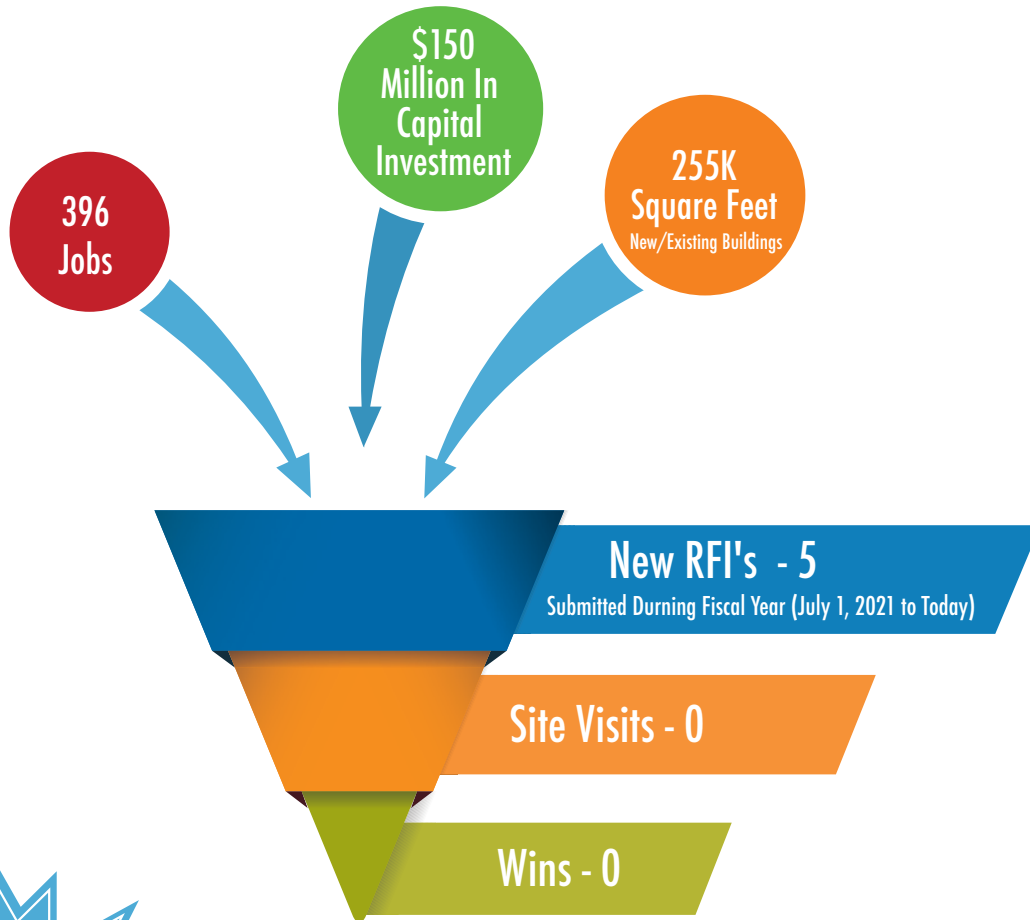 $150
Million In
Capital
Investment
396
Jobs
255K
Square Feet
New/Existing Buildings
New RFI's - 5
Submitted Durning Fiscal Year (July 1, 2021 to Today)
Site Visits - 0
Wins - 0